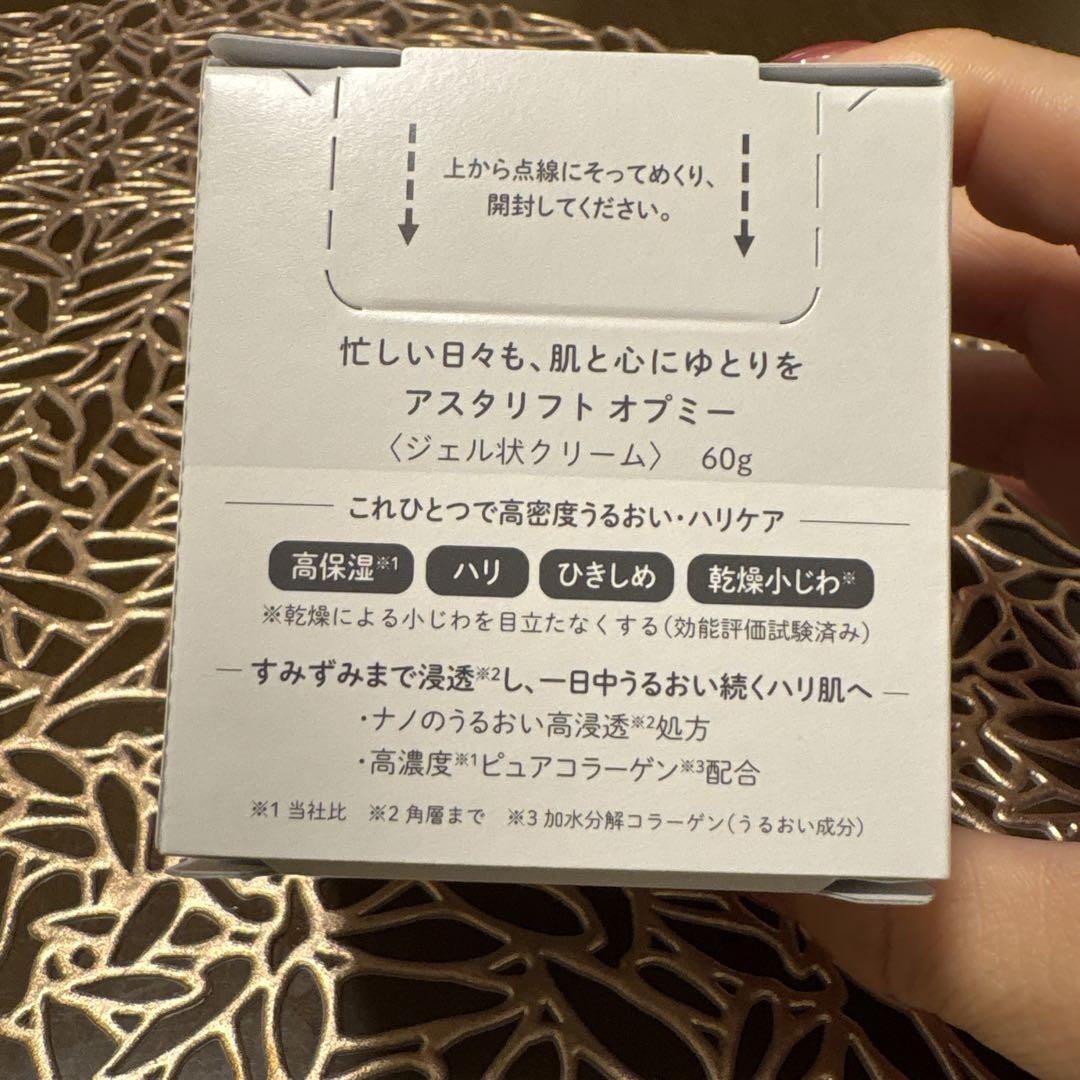 上から点線にそってめくり、
開封してください。
忙しい日々も、肌と心にゆとりを
アスタリフト オプミー
〈ジェル状クリーム〉 60g
これひとつで高密度うるおい・ハリケア
高保湿※1 ハリ ひきしめ 乾燥小じわ※
※乾燥による小じわを目立たなくする(効能評価試験済み)
すみずみまで浸透※2し、一日中うるおい続くハリ肌へ
・ナノのうるおい高浸透※2処方
・高濃度※1ピュアコラーゲン※3配合
※1 当社比 ※2 角層まで ※3 加水分解コラーゲン(うるおい成分)